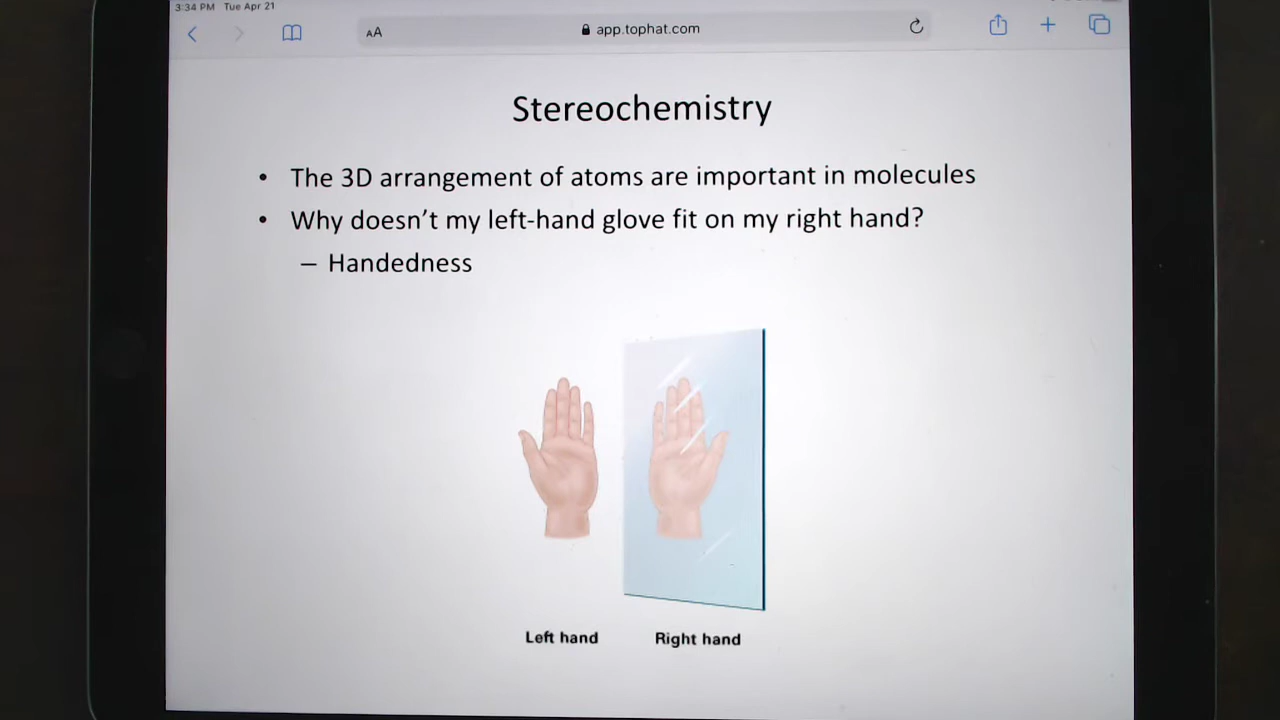 3:34 PM Tue Apr 21
AA app.tophat.com
Stereochemistry
• The 3D arrangement of atoms are important in molecules
• Why doesn’t my left-hand glove fit on my right hand?
– Handedness
Left hand Right hand